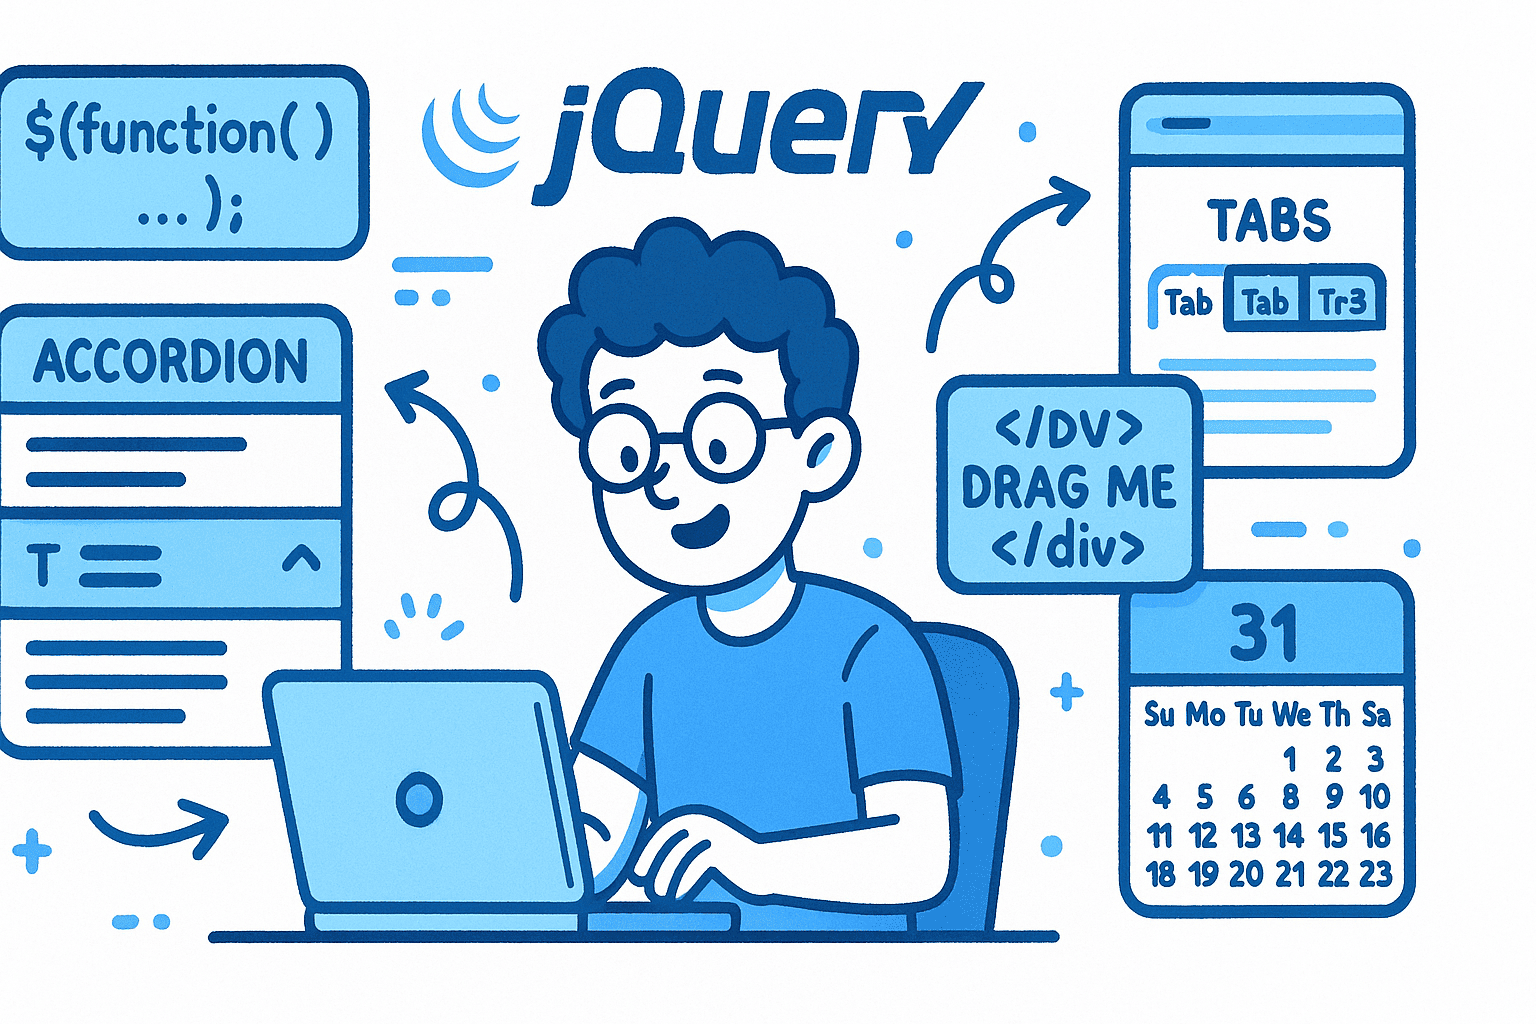 $(function( )
... );
jQuery
ACCORDION
T
TABS
Tab Tab Tr3
</DV>
DRAG ME
</div>
31
Su Mo Tu We Th Sa
1 2 3
4 5 6 8 9 10
11 12 13 14 15 16
18 19 20 21 22 23